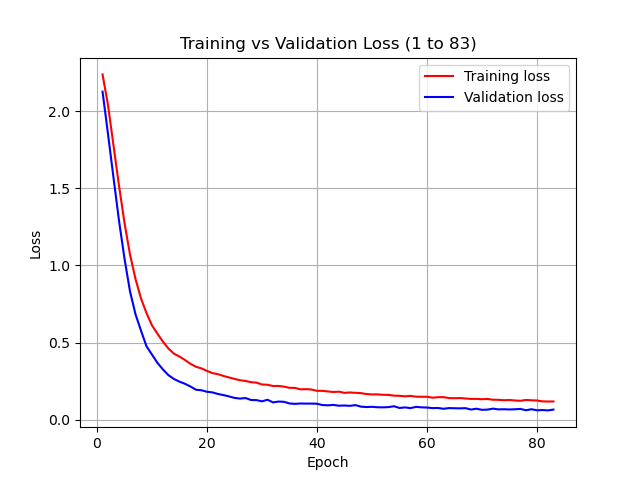 Training vs Validation Loss (1 to 83)
Training loss
Validation loss
Loss
2.0
1.5
1.0
0.5
0.0
0 20 40 60 80
Epoch